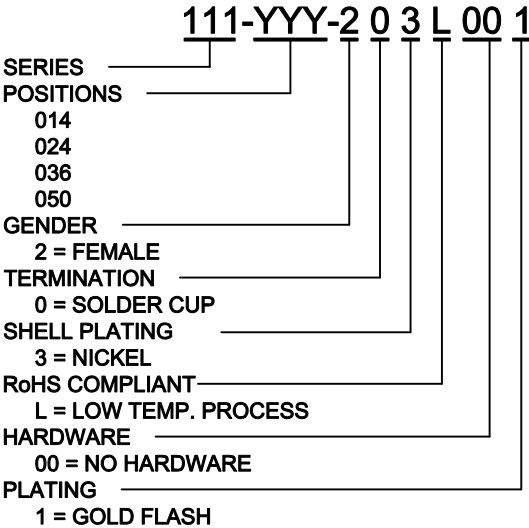 111-YYY-2 0 3 L 00 1
SERIES
POSITIONS
014
024
036
050
GENDER
2 = FEMALE
TERMINATION
0 = SOLDER CUP
SHELL PLATING
3 = NICKEL
RoHS COMPLIANT
L = LOW TEMP. PROCESS
HARDWARE
00 = NO HARDWARE
PLATING
1 = GOLD FLASH